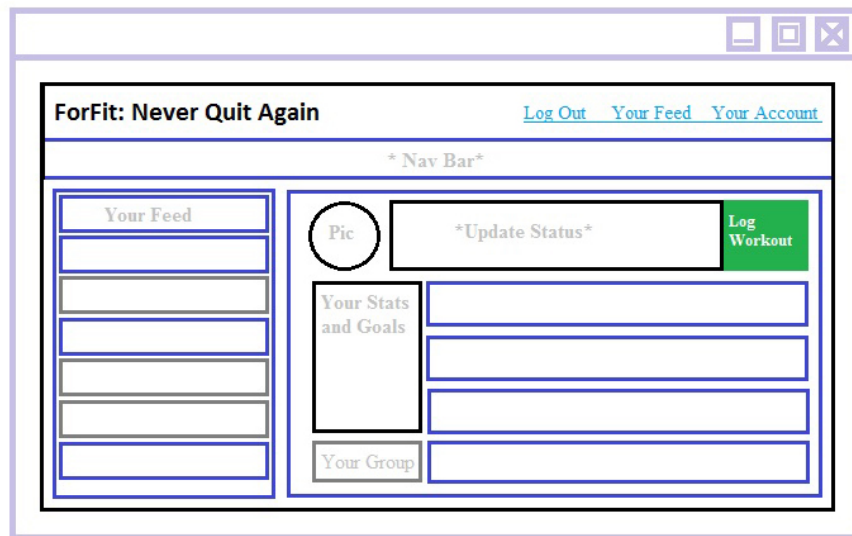 ForFit: Never Quit Again
Log Out Your Feed Your Account
* Nav Bar*
Your Feed
Pic
*Update Status*
Log
Workout
Your Stats
and Goals
Your Group